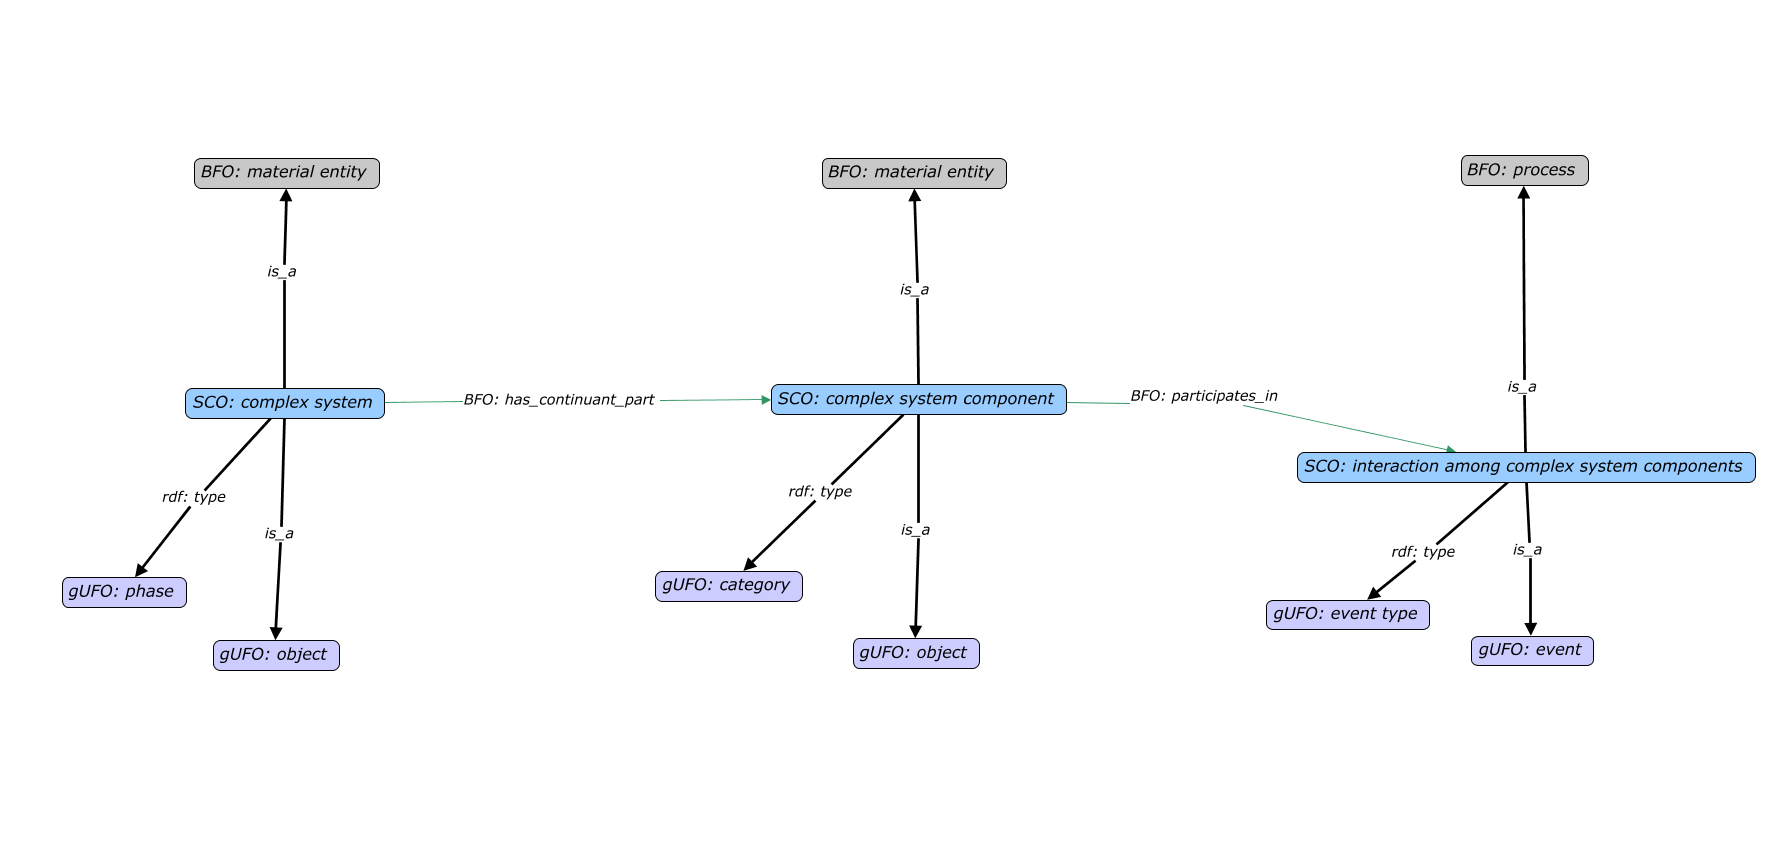 BFO: material entity
BFO: material entity
BFO: process
is_a
is_a
is_a
SCO: complex system
BFO: has_continuant_part
SCO: complex system component
BFO: participates_in
SCO: interaction among complex system components
rdf: type
is_a
rdf: type
is_a
rdf: type
is_a
gUFO: phase
gUFO: object
gUFO: category
gUFO: object
gUFO: event type
gUFO: event